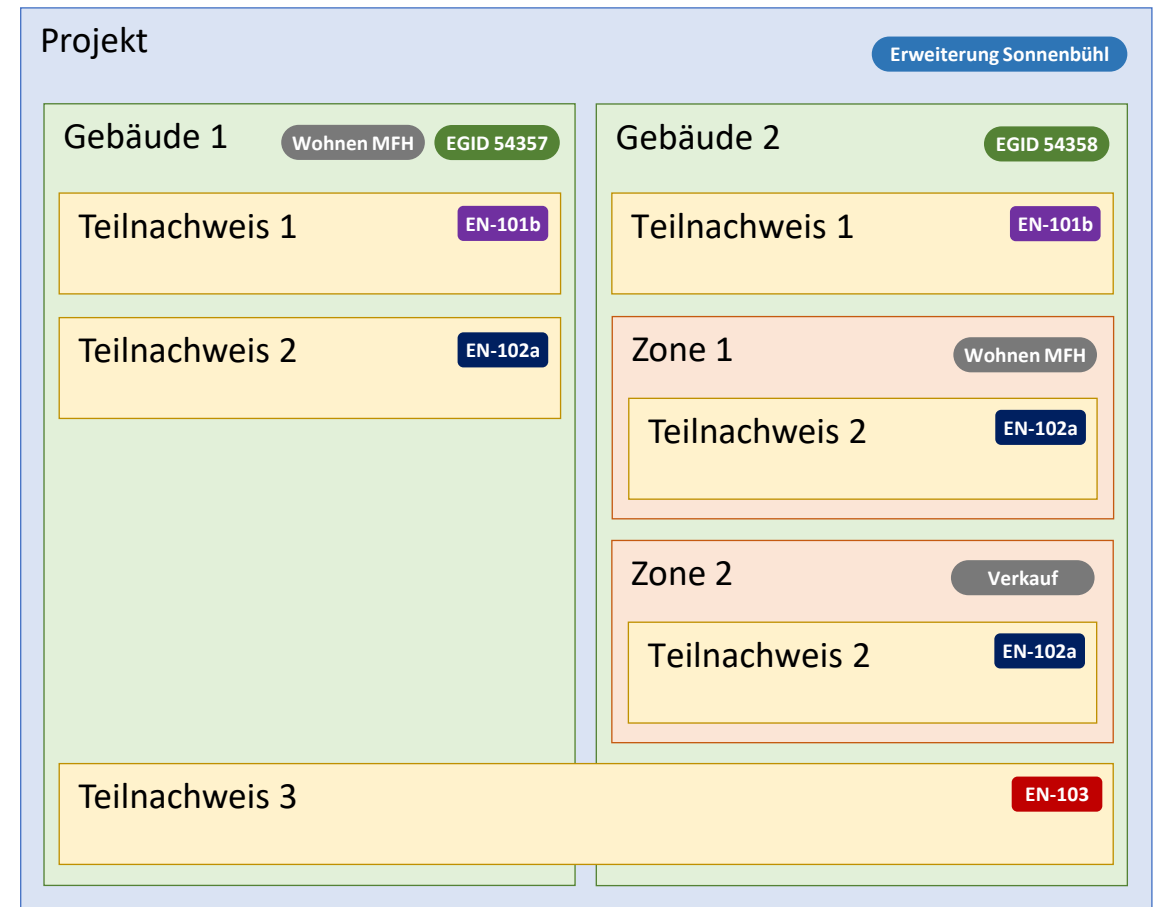 Projekt
Erweiterung Sonnenbühl
Gebäude 1 Wohnen MFH EGID 54357
Teilnachweis 1 EN-101b
Teilnachweis 2 EN-102a
Gebäude 2 EGID 54358
Teilnachweis 1 EN-101b
Zone 1 Wohnen MFH
Teilnachweis 2 EN-102a
Zone 2 Verkauf
Teilnachweis 2 EN-102a
Teilnachweis 3 EN-103